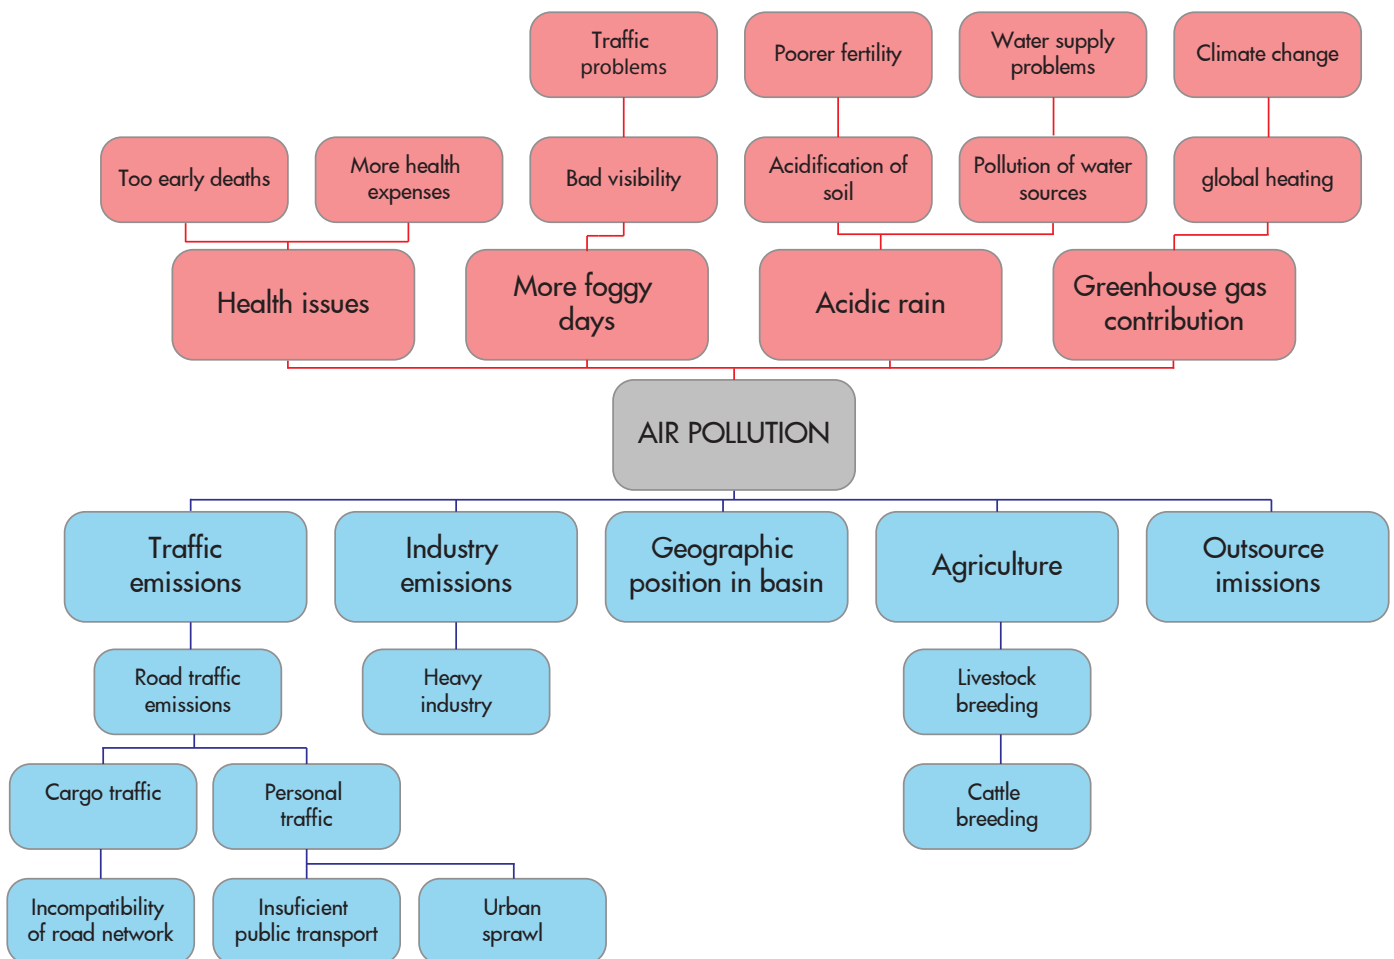 Traffic
problems
Poorer fertility
Water supply
problems
Climate change
Too early deaths
More health
expenses
Bad visibility
Acidification of
soil
Pollution of water
sources
global heating
Health issues
More foggy
days
Acidic rain
Greenhouse gas
contribution
AIR POLLUTION
Traffic
emissions
Industry
emissions
Geographic
position in basin
Agriculture
Outsource
imissions
Road traffic
emissions
Heavy
industry
Livestock
breeding
Cargo traffic
Personal
traffic
Cattle
breeding
Incompatibility
of road network
Insuficient
public transport
Urban
sprawl